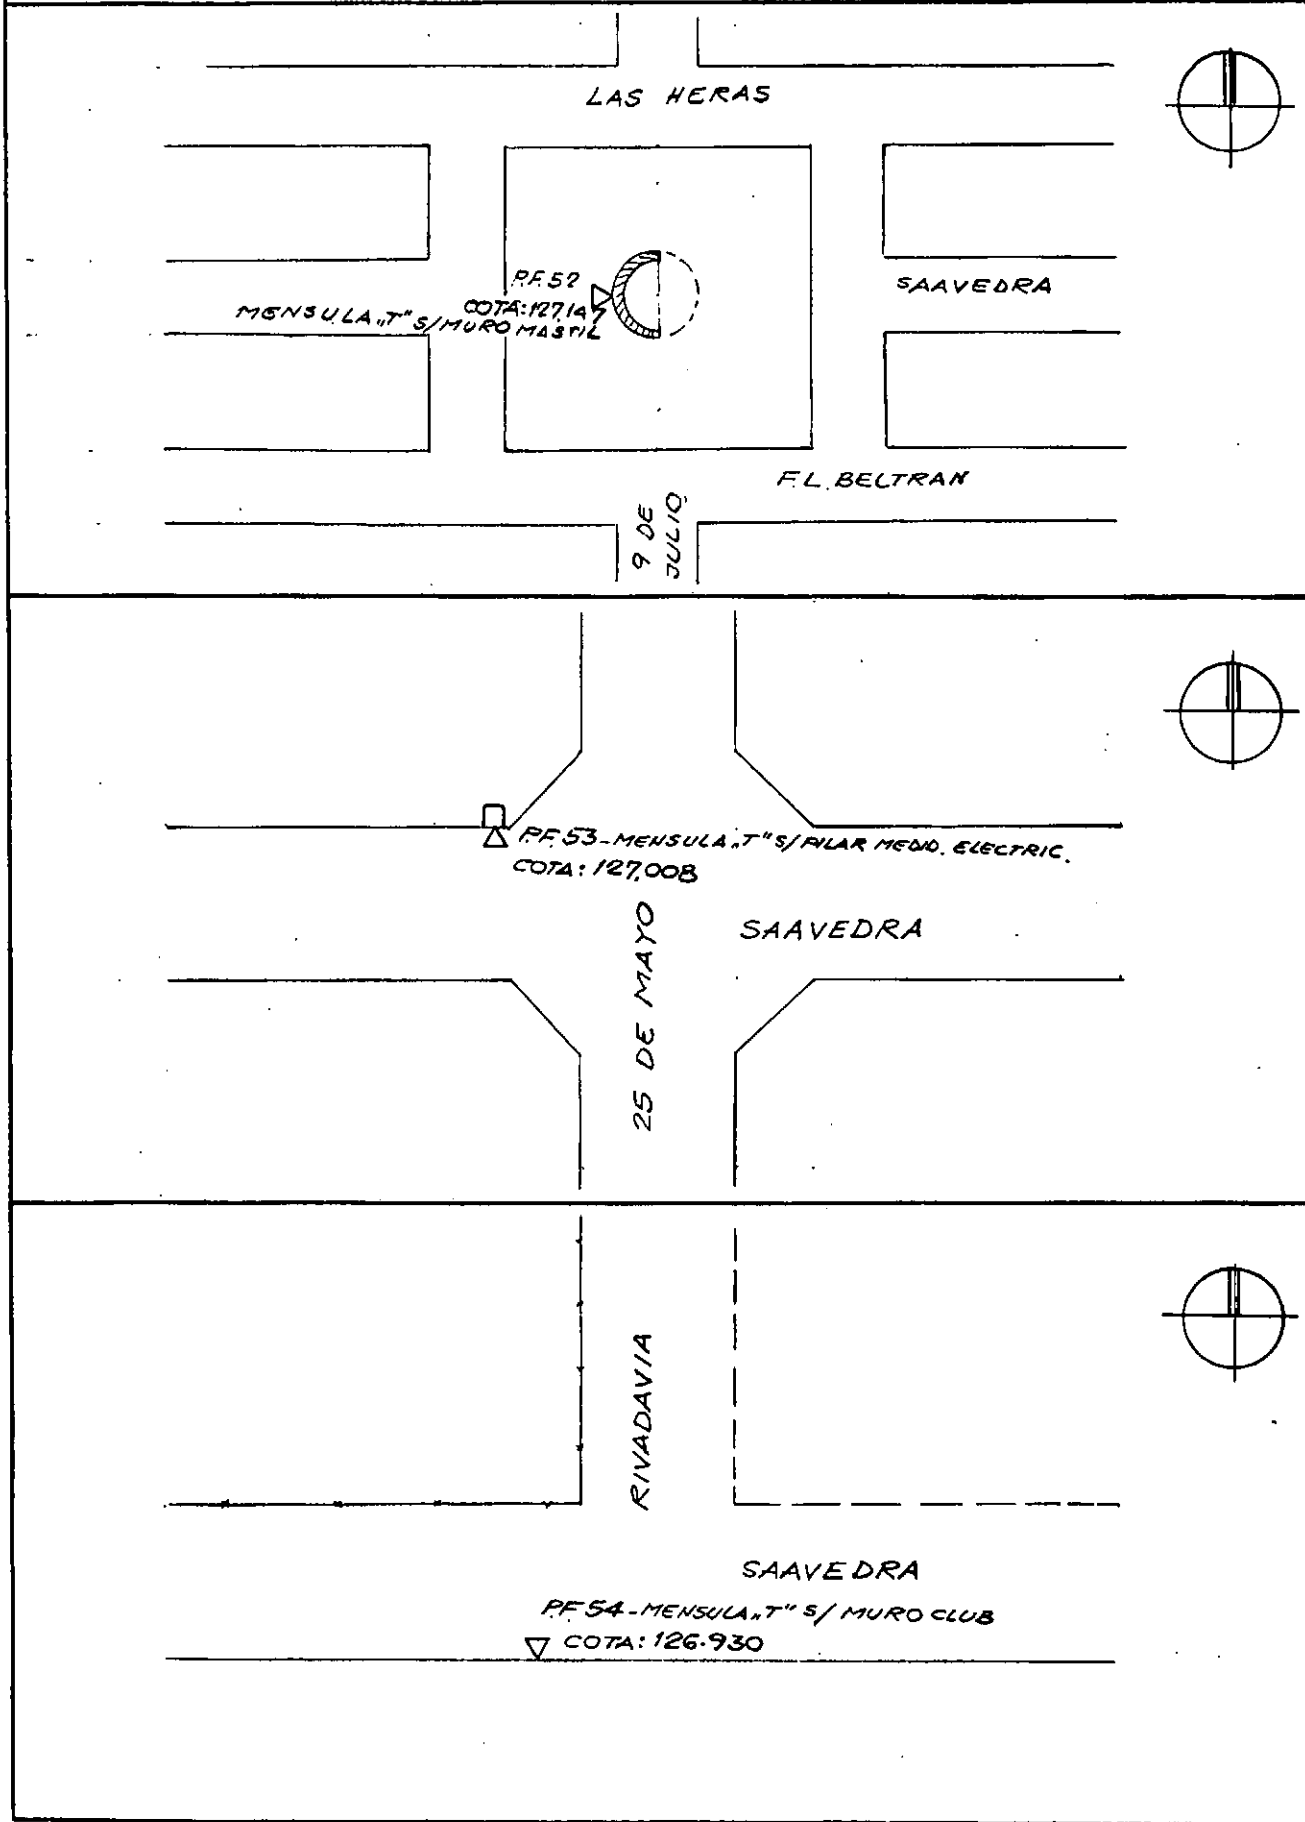 LAS HERAS
P.F. 52
COTA: 127.147
MENSULA „T" S/MURO MASTIL
SAAVEDRA
F.L. BELTRAN
9 DE
JULIO
P.F. 53-MENSULA „T" S/PILAR MEDID. ELECTRIC.
COTA: 127.008
SAAVEDRA
25 DE MAYO
RIVADAVIA
SAAVEDRA
P.F 54-MENSULA „T" S/ MURO CLUB
COTA: 126.930